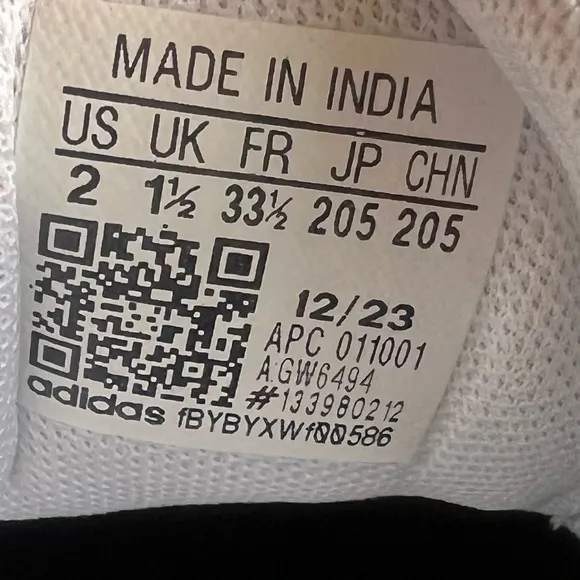 MADE IN INDIA
US UK FR JP CHN
2 1½ 33½ 205 205
12/23
APC 011001
A.GW6494
#133980212
adidas fBYBYXWf00586